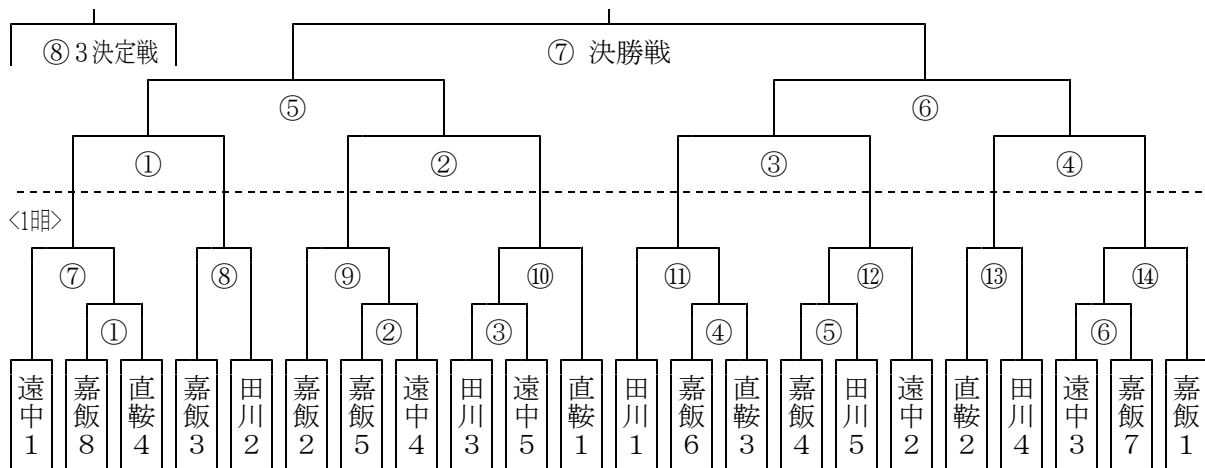 ⑧3決定戦
⑦ 決勝戦
⑤
⑥
①
②
③
④
<1日目>
⑦
⑧
⑨
⑩
⑪
⑫
⑬
⑭
①
②
③
④
⑤
⑥
遠中1
嘉飯8
直鞍4
嘉飯3
田川2
嘉飯2
嘉飯5
遠中4
田川3
遠中5
直鞍1
田川1
嘉飯6
直鞍3
嘉飯4
田川5
遠中2
直鞍2
田川4
遠中3
嘉飯7
嘉飯1